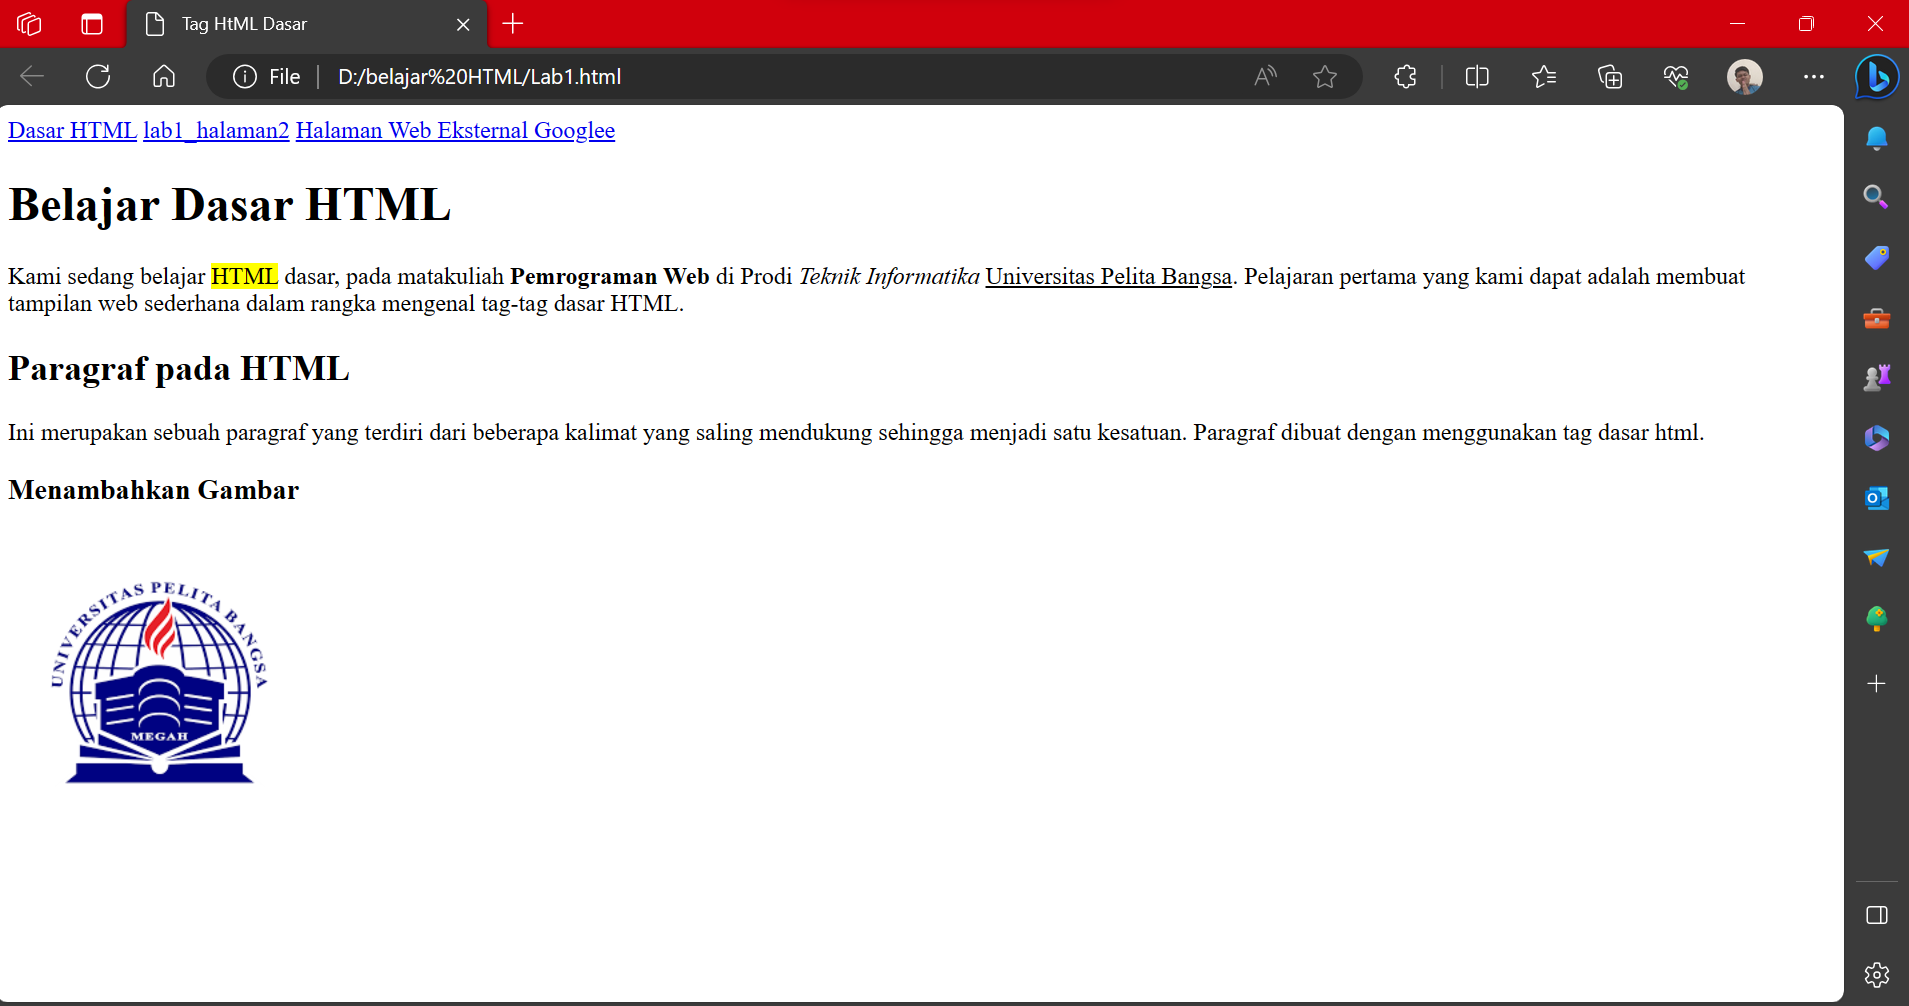 Tag HtML Dasar
File D:/belajar%20HTML/Lab1.html
Dasar HTML lab1_halaman2 Halaman Web Eksternal Googlee
Belajar Dasar HTML
Kami sedang belajar HTML dasar, pada matakuliah Pemrograman Web di Prodi Teknik Informatika Universitas Pelita Bangsa. Pelajaran pertama yang kami dapat adalah membuat
tampilan web sederhana dalam rangka mengenal tag-tag dasar HTML.
Paragraf pada HTML
Ini merupakan sebuah paragraf yang terdiri dari beberapa kalimat yang saling mendukung sehingga menjadi satu kesatuan. Paragraf dibuat dengan menggunakan tag dasar html.
Menambahkan Gambar
UNIVERSITAS PELITA BANGSA
MEGAH